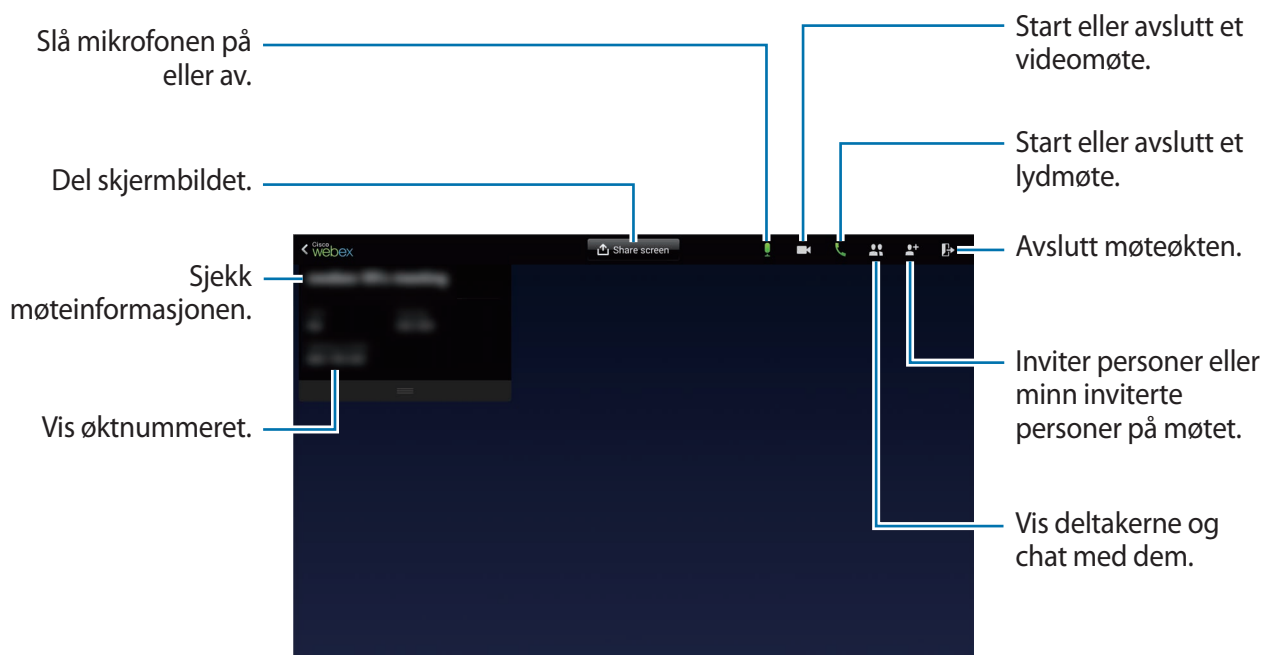 Slå mikrofonen på
eller av.
Del skjermbildet.
Sjekk
møteinformasjonen.
Vis øktnummeret.
Cisco
webex
Share screen
Start eller avslutt et
videomøte.
Start eller avslutt et
lydmøte.
Avslutt møteøkten.
Inviter personer eller
minn inviterte
personer på møtet.
Vis deltakerne og
chat med dem.